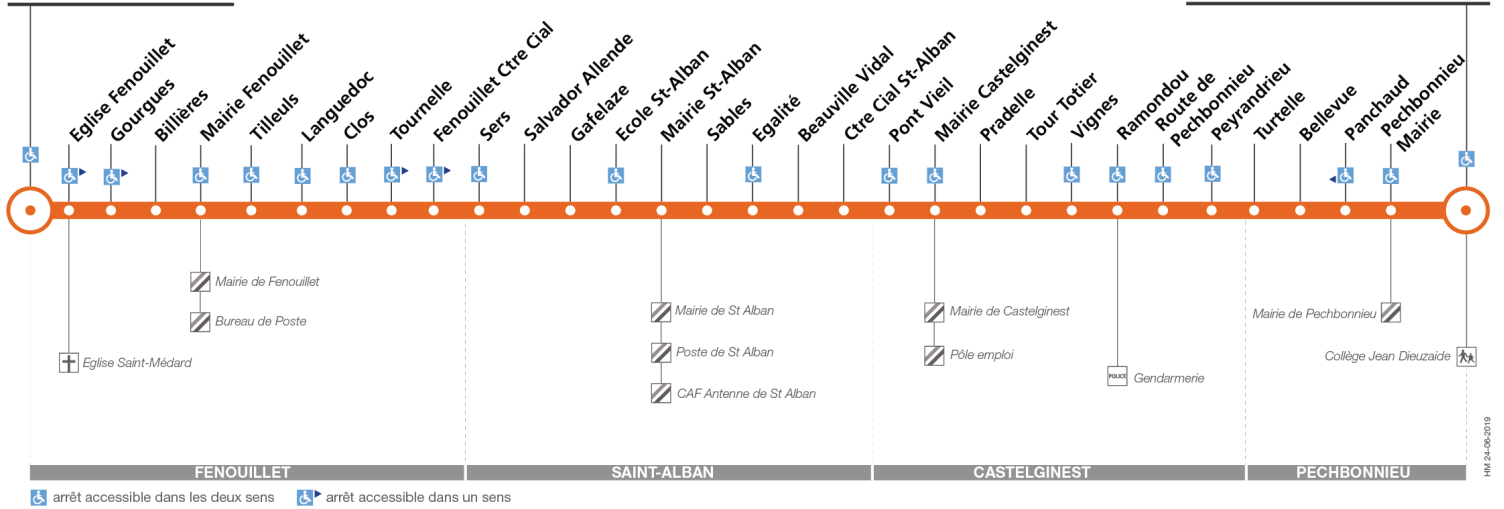 Eglise Fenouillet
Gourgues
Billières
Mairie Fenouillet
Tilleuls
Languedoc
Clos
Tournelle
Fenouillet Ctre Cial
Sers
Salvador Allende
Gafelaze
Ecole St-Alban
Mairie St-Alban
Sables
Egalité
Beauville Vidal
Ctre Cial St-Alban
Pont Vieil
Mairie Castelginest
Pradelle
Tour Totier
Vignes
Ramondou
Route de
Pechbonnieu
Peyrandrieu
Turtelle
Bellevue
Panchaud
Pechbonnieu
Mairie
Mairie de Fenouillet
Bureau de Poste
Eglise Saint-Médard
Mairie de St Alban
Poste de St Alban
CAF Antenne de St Alban
Mairie de Castelginest
Pôle emploi
POLICE
Gendarmerie
Mairie de Pechbonnieu
Collège Jean Dieuzaide
HM 24-06-2019
FENOUILLET
SAINT-ALBAN
CASTELGINEST
PECHBONNIEU
arrêt accessible dans les deux sens
arrêt accessible dans un sens